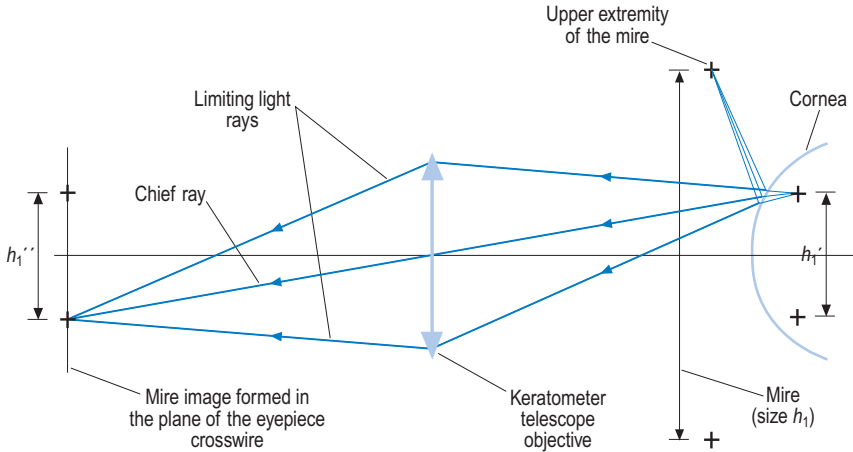 Upper extremity
of the mire
Limiting light
rays
Cornea
Chief ray
h₁´´
h₁´
Mire image formed in
the plane of the eyepiece
crosswire
Keratometer
telescope
objective
Mire
(size h₁)